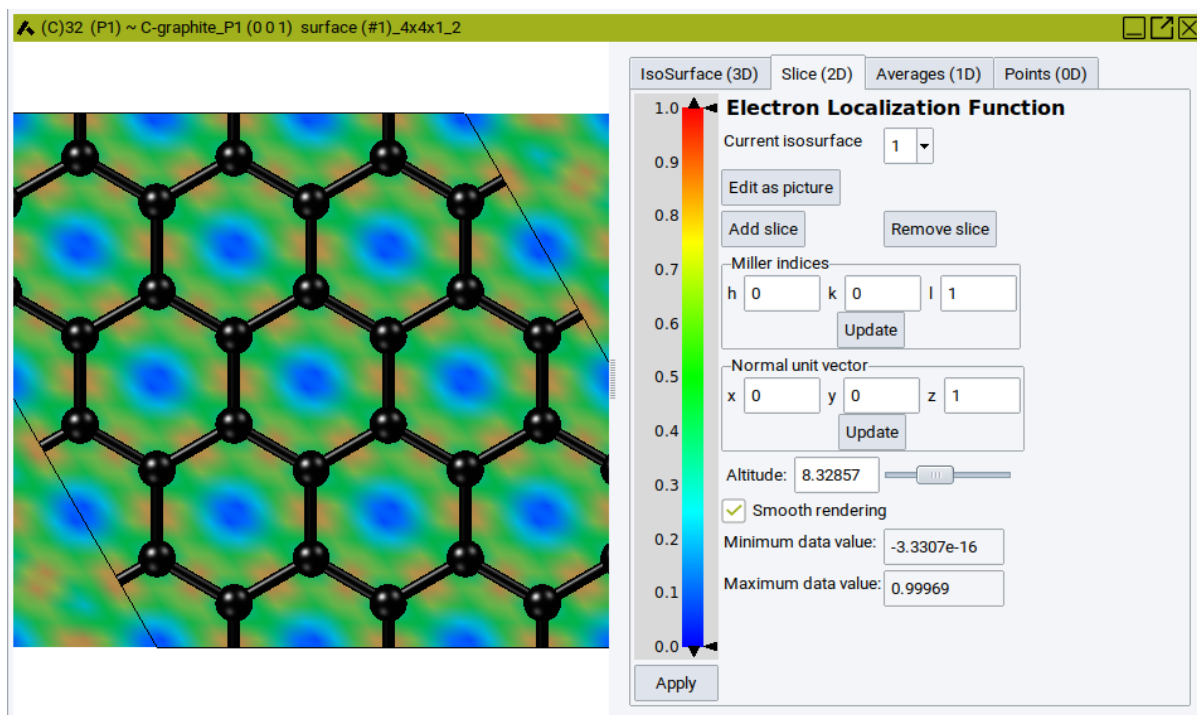 (C)32 (P1) ~ C-graphite_P1 (0 0 1) surface (#1)_4x4x1_2
IsoSurface (3D) Slice (2D) Averages (1D) Points (0D)
1.0 Electron Localization Function
Current isosurface 1
0.9
Edit as picture
0.8
Add slice Remove slice
0.7
Miller indices
h 0 k 0 l 1
0.6
Update
0.5
Normal unit vector
x 0 y 0 z 1
0.4
Update
Altitude: 8.32857
0.3
Smooth rendering
0.2
Minimum data value: -3.3307e-16
0.1
Maximum data value: 0.99969
0.0
Apply